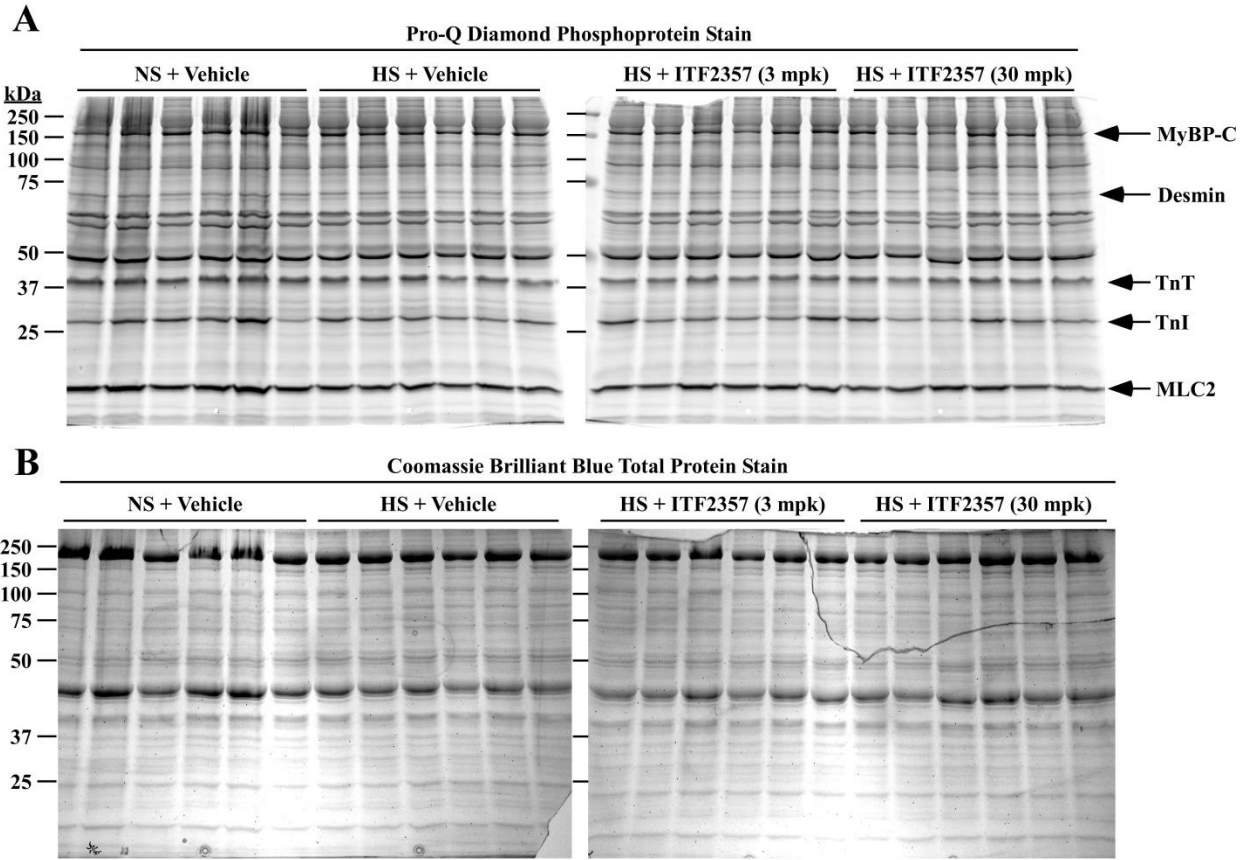 A
Pro-Q Diamond Phosphoprotein Stain
NS + Vehicle HS + Vehicle HS + ITF2357 (3 mpk) HS + ITF2357 (30 mpk)
kDa
250
150 MyBP-C
100
75
Desmin
50
37 TnT
25 TnI
MLC2
B
Coomassie Brilliant Blue Total Protein Stain
NS + Vehicle HS + Vehicle HS + ITF2357 (3 mpk) HS + ITF2357 (30 mpk)
250
150
100
75
50
37
25